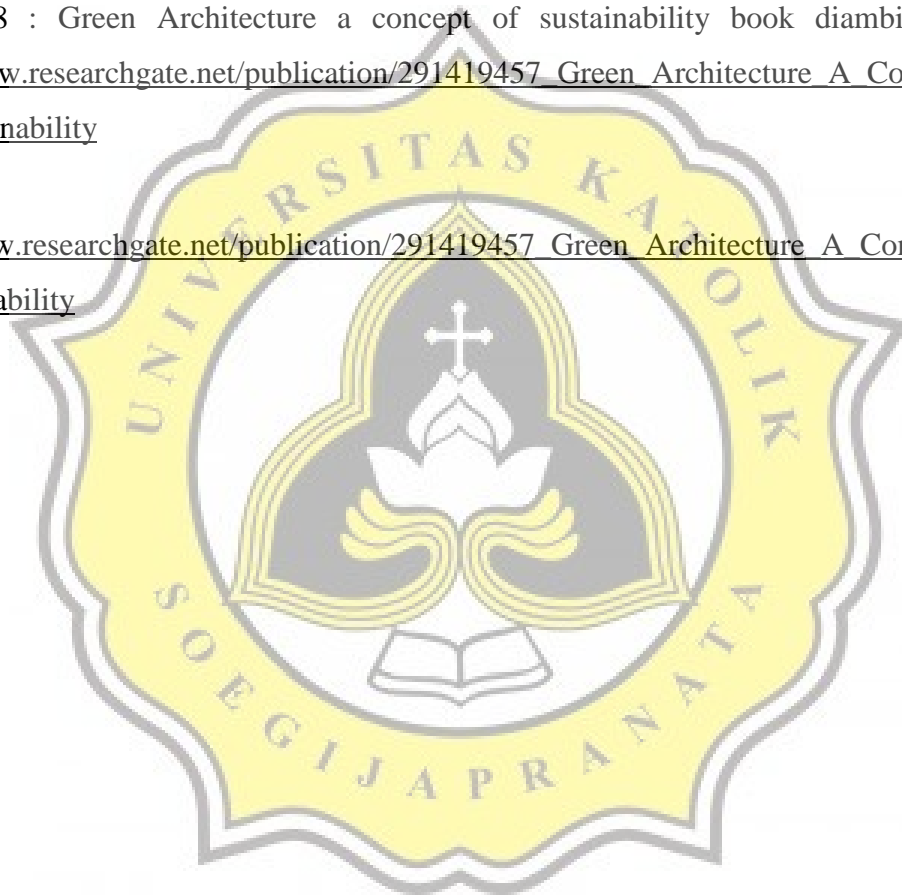 8 : Green Architecture a concept of sustainability book diambi
w.researchgate.net/publication/291419457_Green_Architecture_A_Co
nability
w.researchgate.net/publication/291419457_Green_Architecture_A_Co
ability
UNIVERSITAS KATOLIK
SOEGIJAPRANATA